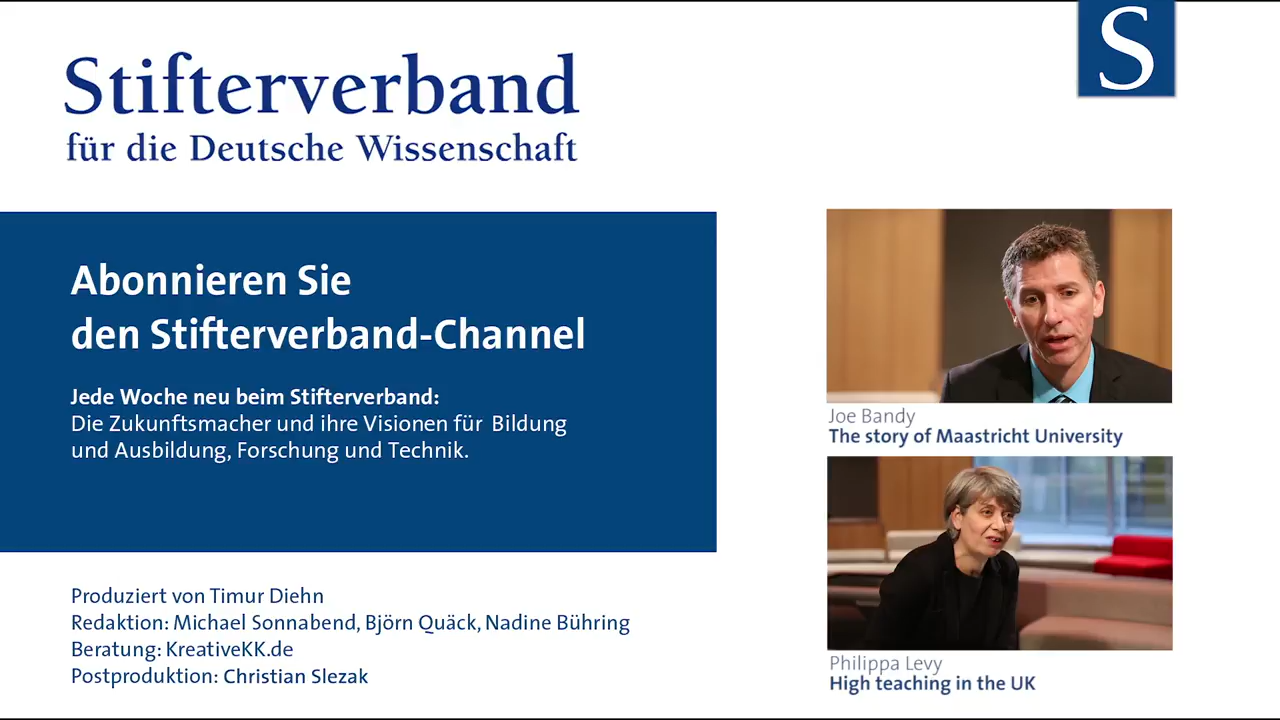 S
Stifterverband
für die Deutsche Wissenschaft
Abonnieren Sie
den Stifterverband-Channel
Jede Woche neu beim Stifterverband:
Die Zukunftsmacher und ihre Visionen für Bildung
und Ausbildung, Forschung und Technik.
Produziert von Timur Diehn
Redaktion: Michael Sonnabend, Björn Quäck, Nadine Bühring
Beratung: KreativeKK.de
Postproduktion: Christian Slezak
Joe Bandy
The story of Maastricht University
Philippa Levy
High teaching in the UK